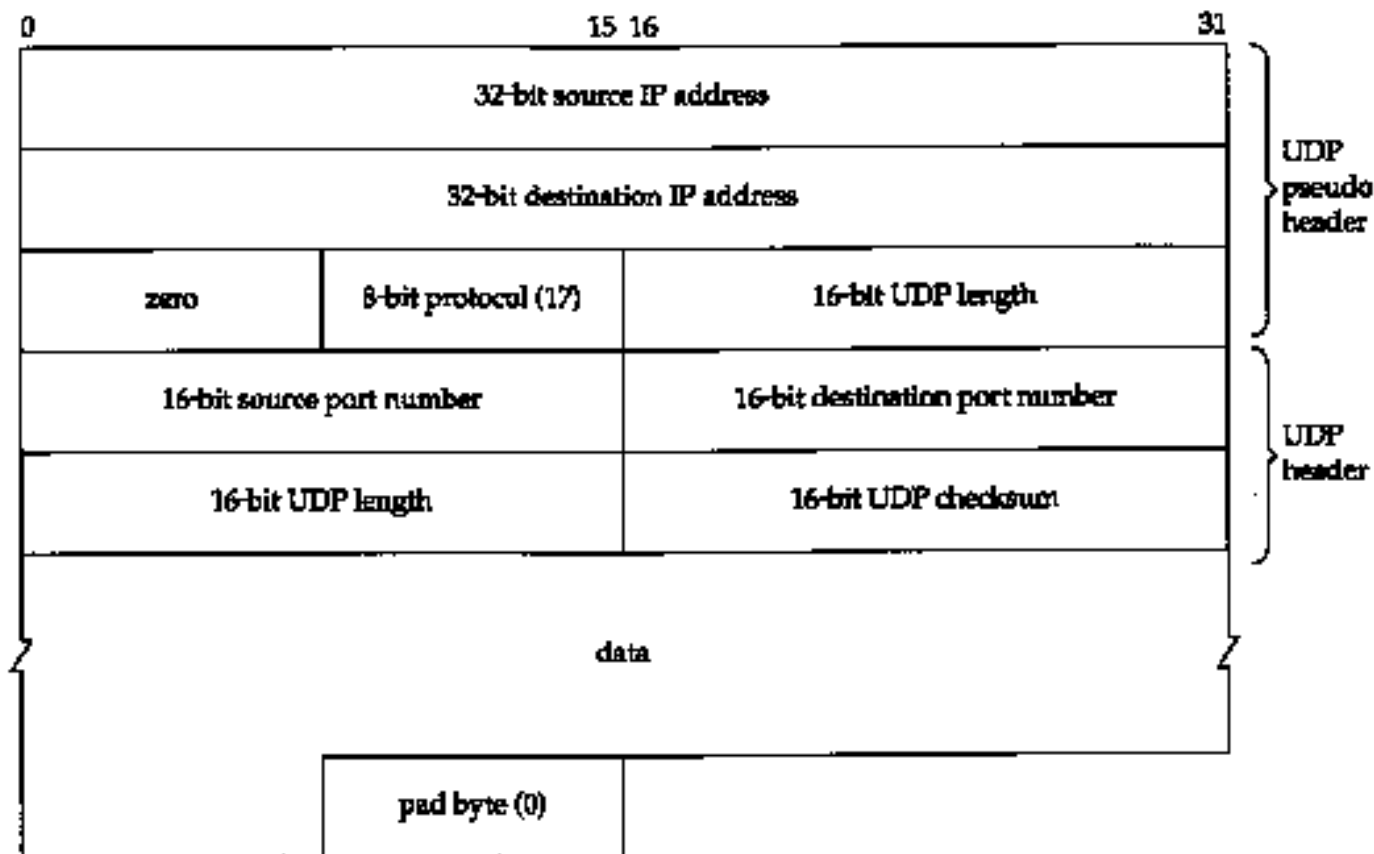 0 15 16 31
32-bit source IP address
32-bit destination IP address
UDP
pseudo
header
zero 8-bit protocol (17) 16-bit UDP length
16-bit source port number 16-bit destination port number
UDP
header
16-bit UDP length 16-bit UDP checksum
data
pad byte (0)